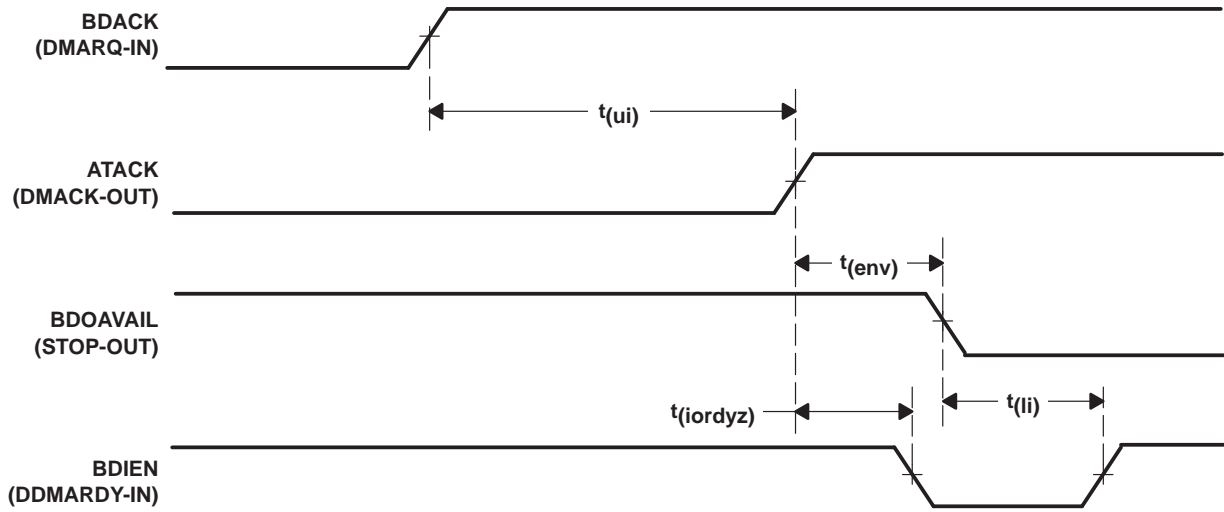 BDACK
(DMARQ-IN)
t(ui)
ATACK
(DMACK-OUT)
t(env)
BDOAVAIL
(STOP-OUT)
t(iordyz)
t(li)
BDIEN
(DDMARDY-IN)